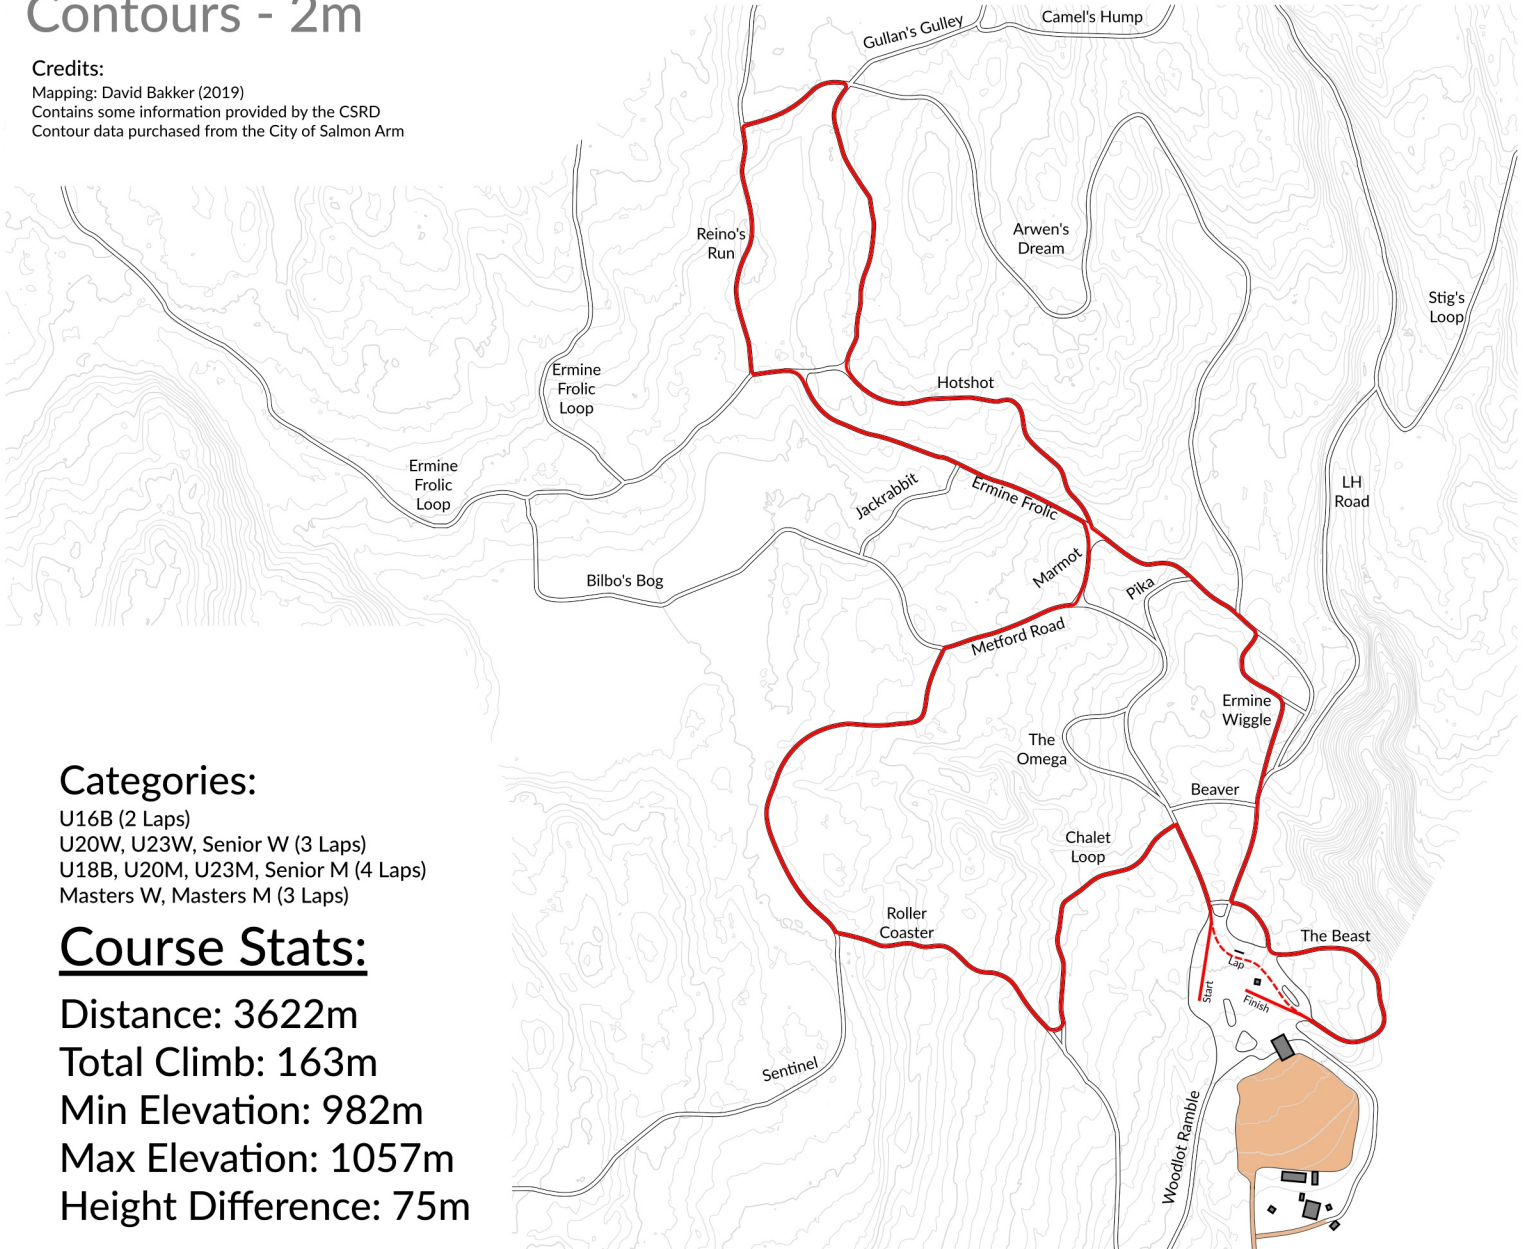 Contours - 2m
Credits:
Mapping: David Bakker (2019)
Contains some information provided by the CSRD
Contour data purchased from the City of Salmon Arm
Gullan's Gulley
Camel's Hump
Reino's
Run
Arwen's
Dream
Stig's
Loop
Ermine
Frolic
Loop
Hotshot
Ermine
Frolic
Loop
Jackrabbit
Ermine Frolic
LH
Road
Bilbo's Bog
Marmot
Pika
Metford Road
Ermine
Wiggle
The
Omega
Beaver
Chalet
Loop
Roller
Coaster
The Beast
Lap
Start
Finish
Sentinel
Woodlot Ramble
Categories:
U16B (2 Laps)
U20W, U23W, Senior W (3 Laps)
U18B, U20M, U23M, Senior M (4 Laps)
Masters W, Masters M (3 Laps)
Course Stats:
Distance: 3622m
Total Climb: 163m
Min Elevation: 982m
Max Elevation: 1057m
Height Difference: 75m